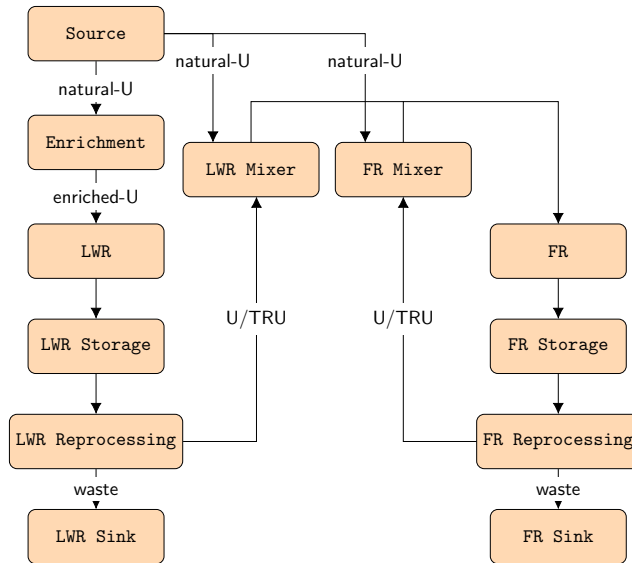 Source
natural-U
natural-U
natural-U
Enrichment
LWR Mixer
FR Mixer
enriched-U
LWR
FR
U/TRU
U/TRU
LWR Storage
FR Storage
LWR Reprocessing
FR Reprocessing
waste
waste
LWR Sink
FR Sink